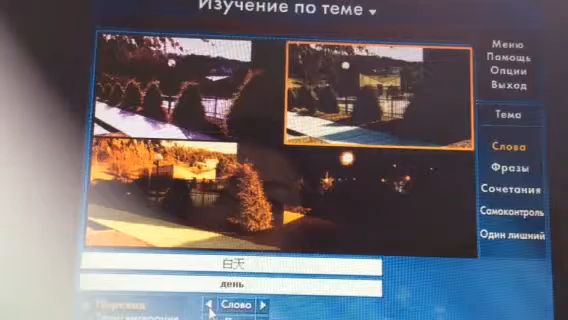 Изучение по теме
Меню
Помощь
Опции
Выход
Тема
Слова
Фразы
Сочетания
Самоконтроль
Один лишний
白天
день
Слово